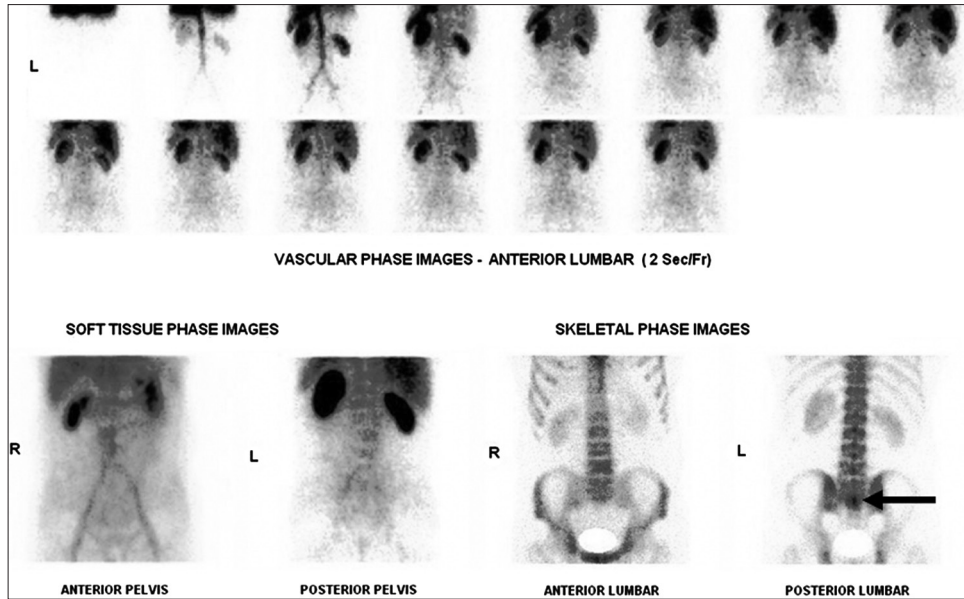 L
VASCULAR PHASE IMAGES - ANTERIOR LUMBAR ( 2 Sec/Fr)
SOFT TISSUE PHASE IMAGES
SKELETAL PHASE IMAGES
R
L
R
L
ANTERIOR PELVIS
POSTERIOR PELVIS
ANTERIOR LUMBAR
POSTERIOR LUMBAR